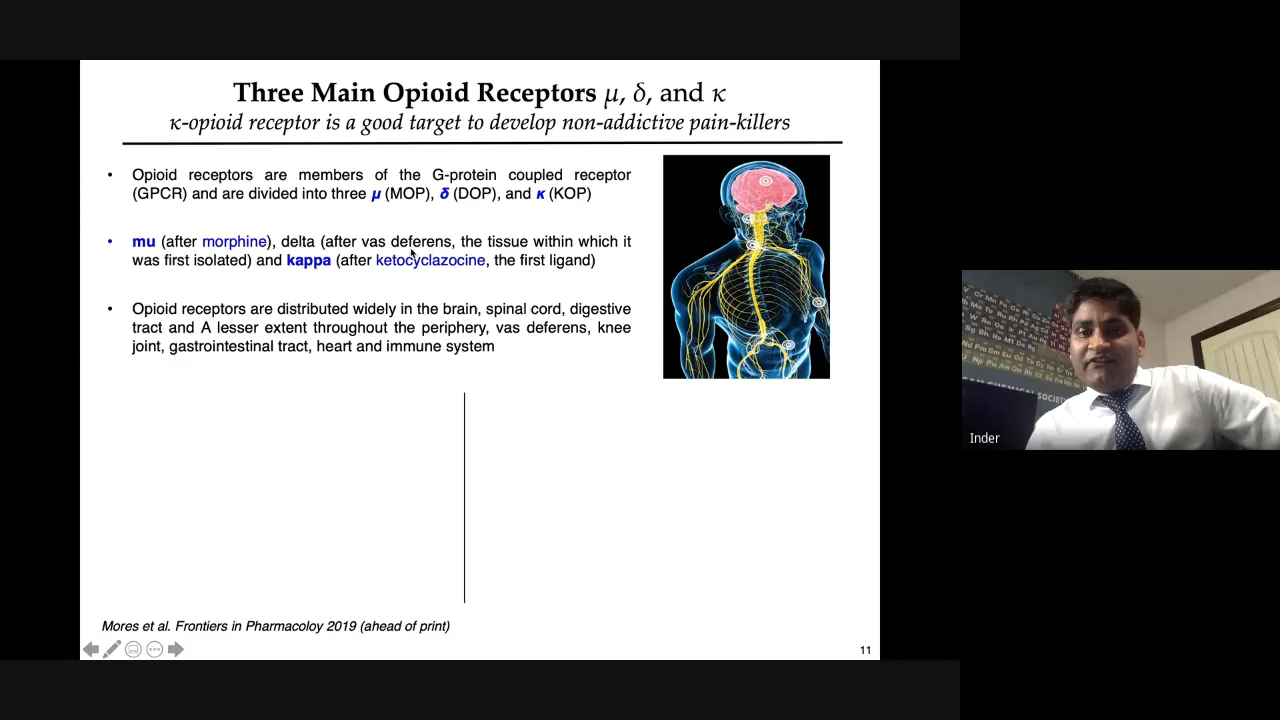 Three Main Opioid Receptors μ, δ, and κ
κ-opioid receptor is a good target to develop non-addictive pain-killers
• Opioid receptors are members of the G-protein coupled receptor
(GPCR) and are divided into three μ (MOP), δ (DOP), and κ (KOP)
• mu (after morphine), delta (after vas deferens, the tissue within which it
was first isolated) and kappa (after ketocyclazocine, the first ligand)
• Opioid receptors are distributed widely in the brain, spinal cord, digestive
tract and A lesser extent throughout the periphery, vas deferens, knee
joint, gastrointestinal tract, heart and immune system
Mores et al. Frontiers in Pharmacoloy 2019 (ahead of print)
11
Inder